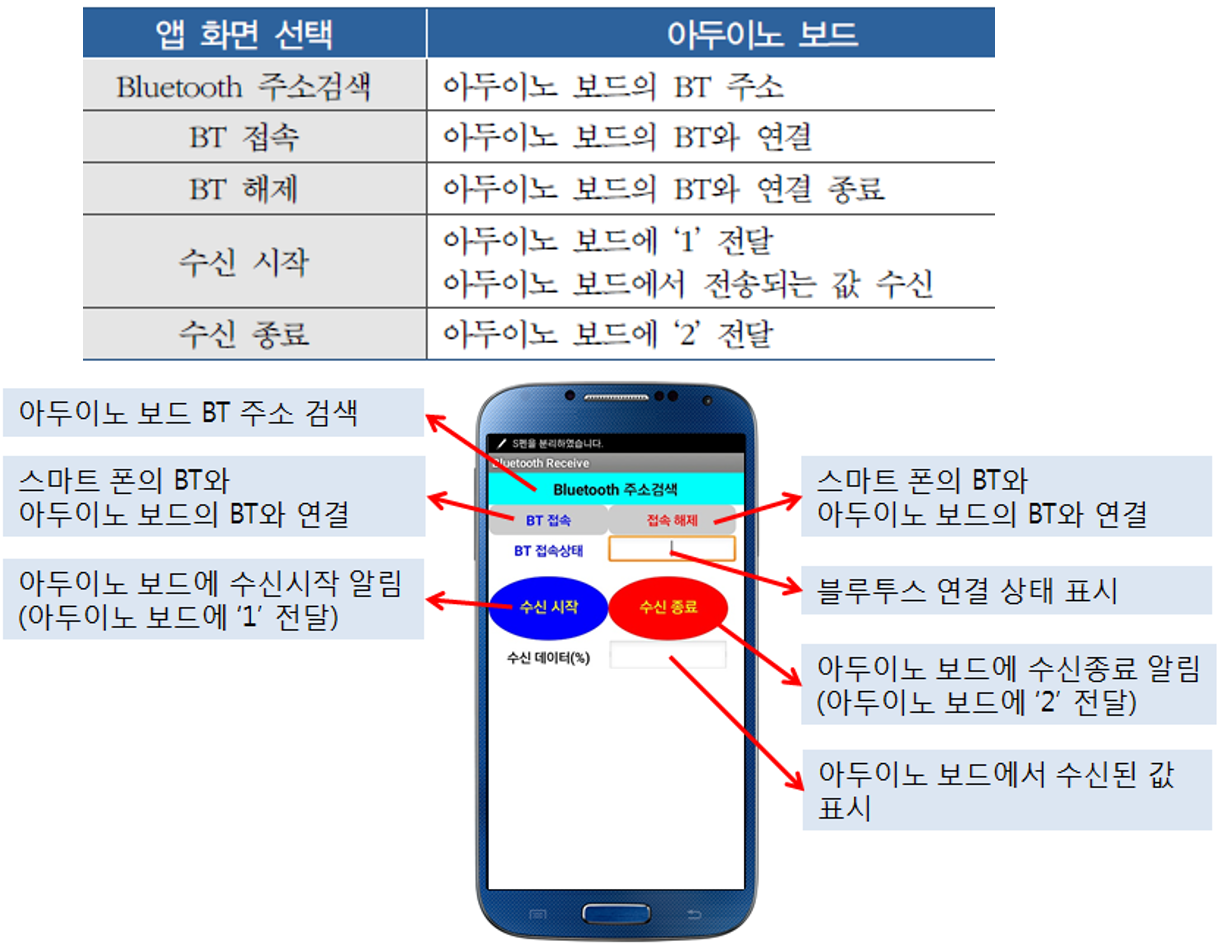 앱 화면 선택 아두이노 보드
Bluetooth 주소검색 아두이노 보드의 BT 주소
BT 접속 아두이노 보드의 BT와 연결
BT 해제 아두이노 보드의 BT와 연결 종료
수신 시작 아두이노 보드에 ‘1’ 전달
아두이노 보드에서 전송되는 값 수신
수신 종료 아두이노 보드에 ‘2’ 전달
아두이노 보드 BT 주소 검색
스마트 폰의 BT와
아두이노 보드의 BT와 연결
아두이노 보드에 수신시작 알림
(아두이노 보드에 ‘1’ 전달)
S펜을 분리하였습니다.
Bluetooth Receive
Bluetooth 주소검색
BT 접속 접속 해제
BT 접속상태
수신 시작 수신 종료
수신 데이터(%)
스마트 폰의 BT와
아두이노 보드의 BT와 연결
블루투스 연결 상태 표시
아두이노 보드에 수신종료 알림
(아두이노 보드에 ‘2’ 전달)
아두이노 보드에서 수신된 값
표시